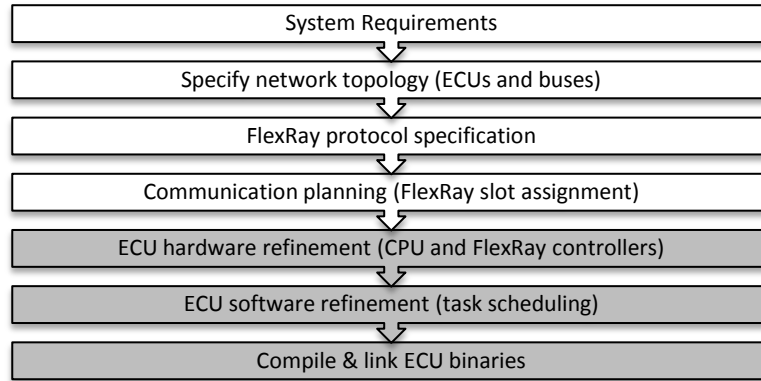 System Requirements
Specify network topology (ECUs and buses)
FlexRay protocol specification
Communication planning (FlexRay slot assignment)
ECU hardware refinement (CPU and FlexRay controllers)
ECU software refinement (task scheduling)
Compile & link ECU binaries